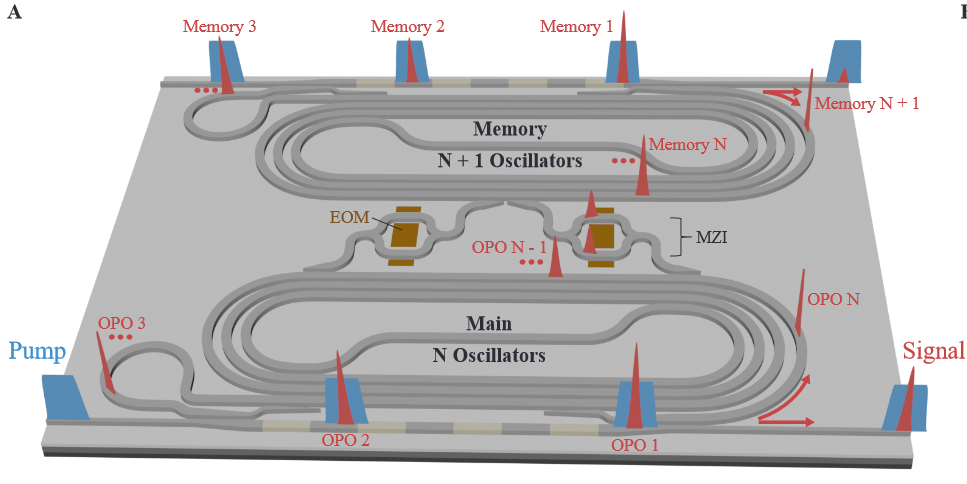 A
Memory 3
Memory 2
Memory 1
Memory N + 1
Memory
N + 1 Oscillators
Memory N
EOM
MZI
OPO N - 1
OPO N
OPO 3
Main
N Oscillators
Pump
Signal
OPO 2
OPO 1